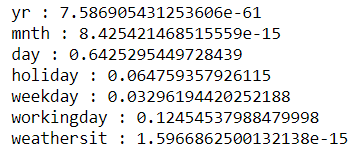 yr : 7.586905431253606e-61
mnth : 8.425421468515559e-15
day : 0.6425295449728439
holiday : 0.064759357926115
weekday : 0.03296194420252188
workingday : 0.12454537988479998
weathersit : 1.5966862500132138e-15